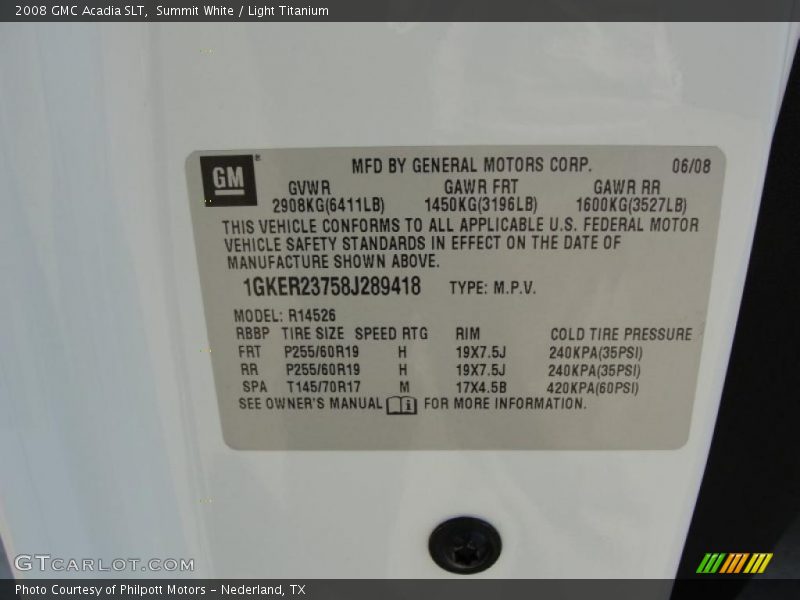 2008 GMC Acadia SLT,  Summit White / Light Titanium
GM®
MFD BY GENERAL MOTORS CORP. 06/08
GVWR GAWR FRT GAWR RR
2908KG(6411LB) 1450KG(3196LB) 1600KG(3527LB)
THIS VEHICLE CONFORMS TO ALL APPLICABLE U.S. FEDERAL MOTOR
VEHICLE SAFETY STANDARDS IN EFFECT ON THE DATE OF
MANUFACTURE SHOWN ABOVE.
1GKER23758J289418 TYPE: M.P.V.
MODEL: R14526
RBBP TIRE SIZE SPEED RTG RIM COLD TIRE PRESSURE
FRT P255/60R19 H 19X7.5J 240KPA(35PSI)
RR P255/60R19 H 19X7.5J 240KPA(35PSI)
SPA T145/70R17 M 17X4.5B 420KPA(60PSI)
SEE OWNER'S MANUAL i FOR MORE INFORMATION.
GTCARLOT.COM
Photo Courtesy of Philpott Motors - Nederland, TX